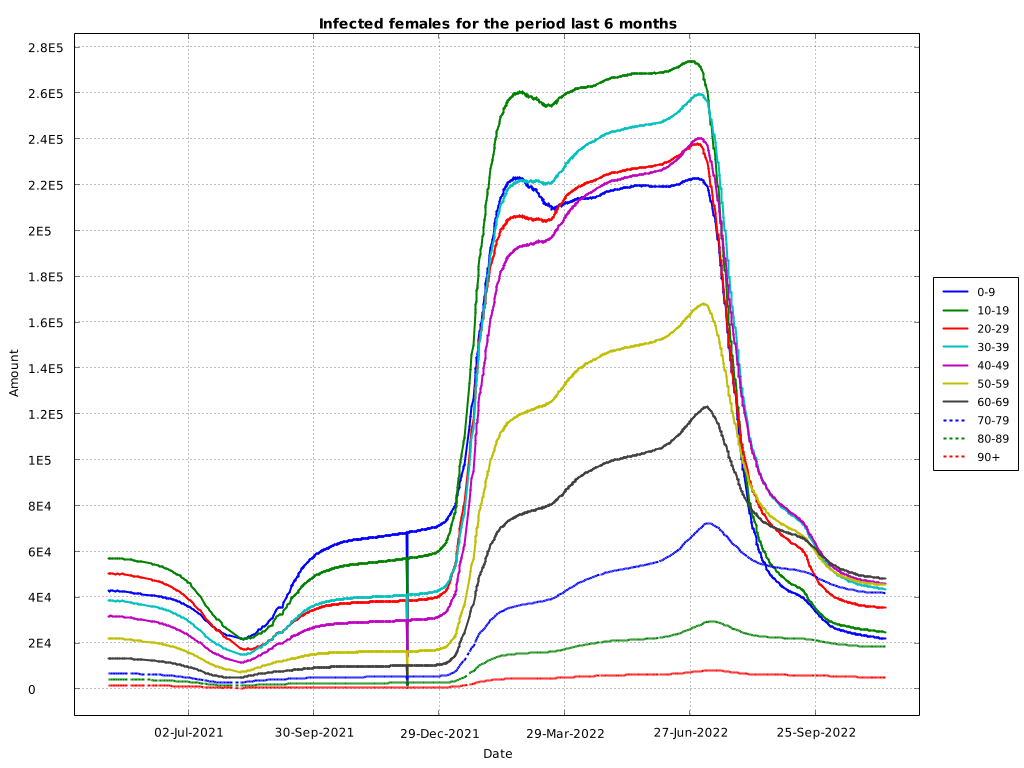 Infected females for the period last 6 months
2.8E5
2.6E5
2.4E5
2.2E5
2E5
1.8E5
1.6E5
1.4E5
1.2E5
1E5
8E4
6E4
4E4
2E4
0
Amount
02-Jul-2021 30-Sep-2021 29-Dec-2021 29-Mar-2022 27-Jun-2022 25-Sep-2022
Date
0-9
10-19
20-29
30-39
40-49
50-59
60-69
70-79
80-89
90+